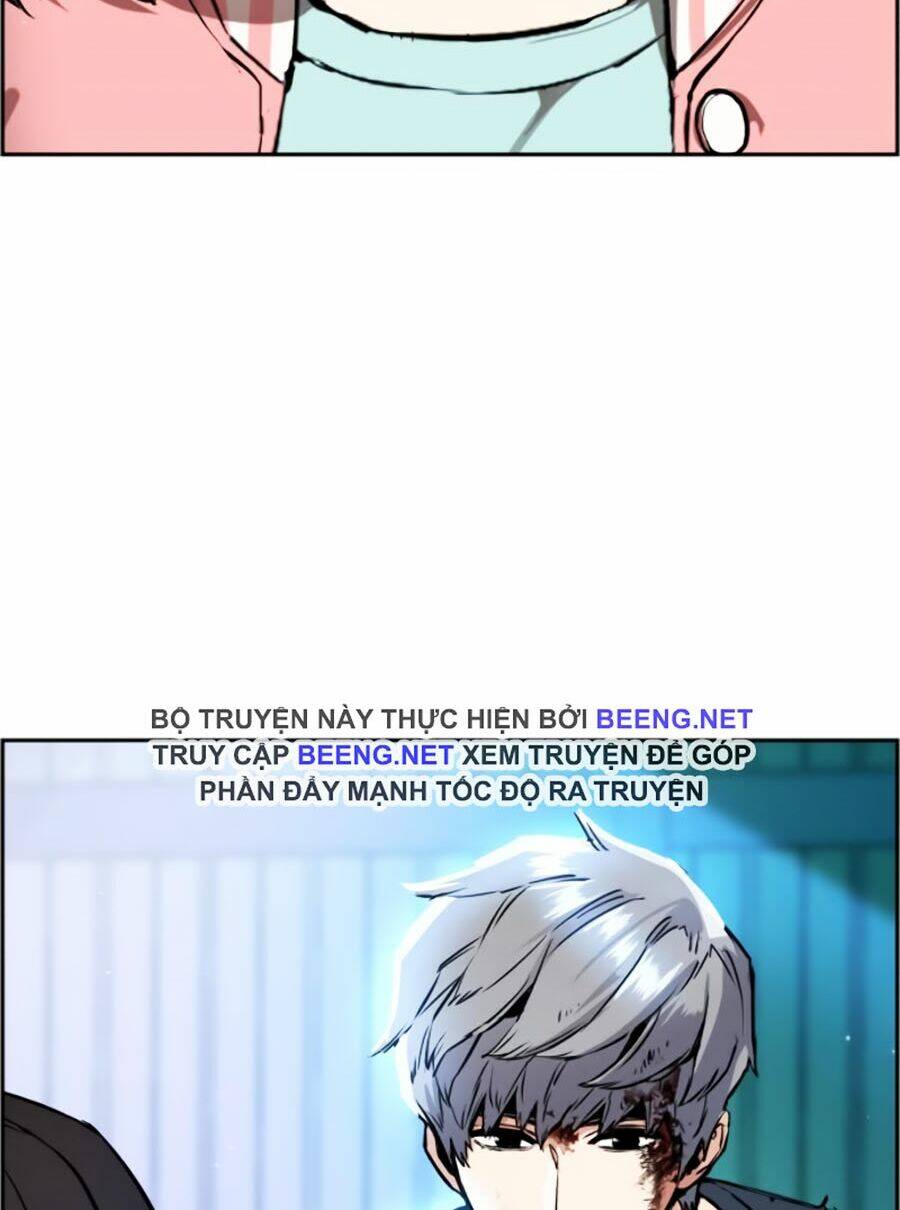 BỘ TRUYỆN NÀY THỰC HIỆN BỞI BEENG.NET
TRUY CẬP BEENG.NET XEM TRUYỆN ĐỂ GÓP
PHẦN ĐẨY MẠNH TỐC ĐỘ RA TRUYỆN